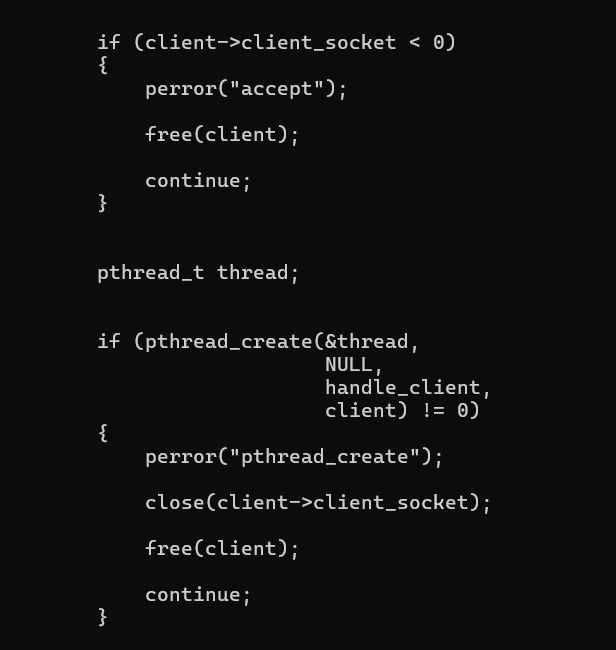 if (client->client_socket < 0)
{
    perror("accept");

    free(client);

    continue;
}


pthread_t thread;


if (pthread_create(&thread,
                   NULL,
                   handle_client,
                   client) != 0)
{
    perror("pthread_create");

    close(client->client_socket);

    free(client);

    continue;
}